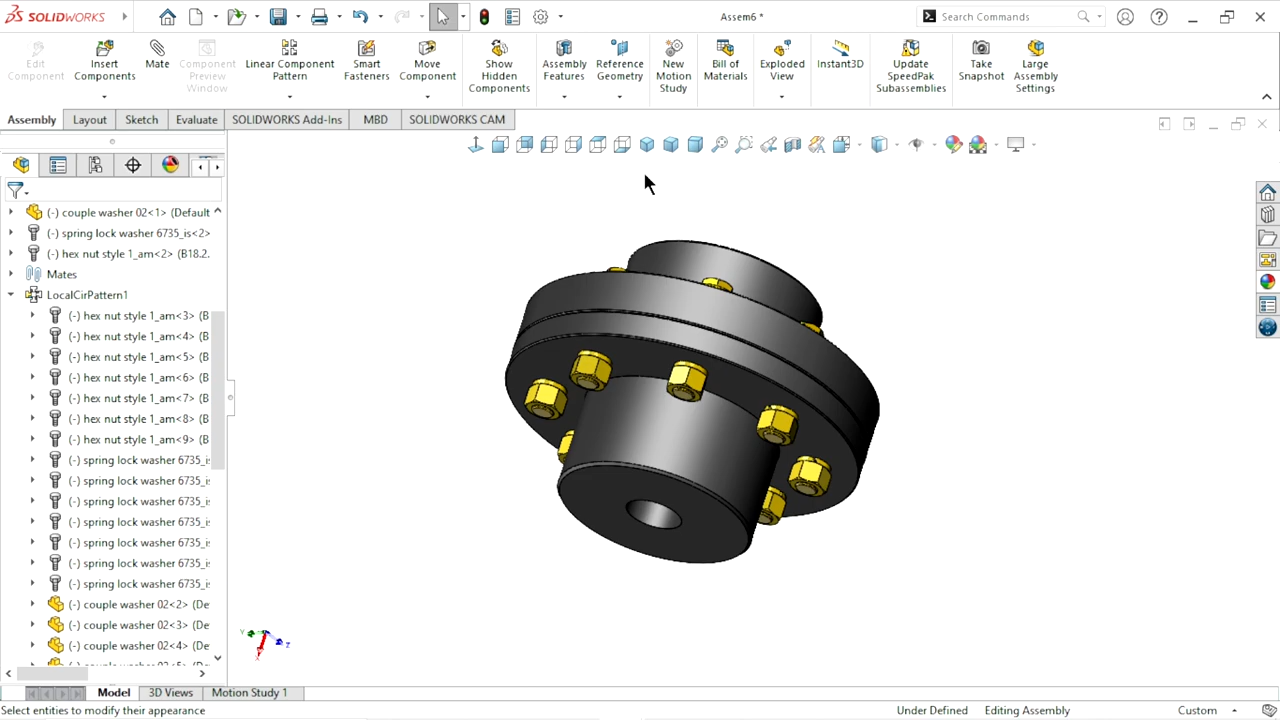 SOLIDWORKS
Assem6 *
Search Commands
Edit Component
Insert Components
Mate
Component Preview Window
Linear Component Pattern
Smart Fasteners
Move Component
Show Hidden Components
Assembly Features
Reference Geometry
New Motion Study
Bill of Materials
Exploded View
Instant3D
Update SpeedPak Subassemblies
Take Snapshot
Large Assembly Settings
Assembly
Layout
Sketch
Evaluate
SOLIDWORKS Add-Ins
MBD
SOLIDWORKS CAM
(-) couple washer 02<1> (Default
(-) spring lock washer 6735_is<2>
(-) hex nut style 1_am<2> (B18.2.
Mates
LocalCirPattern1
(-) hex nut style 1_am<3> (B
(-) hex nut style 1_am<4> (B
(-) hex nut style 1_am<5> (B
(-) hex nut style 1_am<6> (B
(-) hex nut style 1_am<7> (B
(-) hex nut style 1_am<8> (B
(-) hex nut style 1_am<9> (B
(-) spring lock washer 6735_i
(-) spring lock washer 6735_i
(-) spring lock washer 6735_i
(-) spring lock washer 6735_i
(-) spring lock washer 6735_i
(-) spring lock washer 6735_i
(-) spring lock washer 6735_i
(-) couple washer 02<2> (De
(-) couple washer 02<3> (De
(-) couple washer 02<4> (De
Y
Z
X
Model
3D Views
Motion Study 1
Select entities to modify their appearance
Under Defined
Editing Assembly
Custom